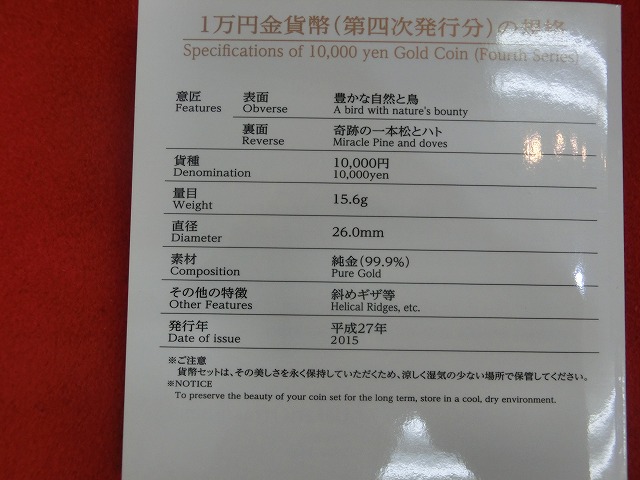 1万円金貨幣(第四次発行分)の規格
Specifications of 10,000 yen Gold Coin (Fourth Series)
意匠 表面 豊かな自然と鳥
Features Obverse A bird with nature's bounty
裏面 奇跡の一本松とハト
Reverse Miracle Pine and doves
貨種 10,000円
Denomination 10,000yen
量目 15.6g
Weight
直径 26.0mm
Diameter
素材 純金(99.9%)
Composition Pure Gold
その他の特徴 斜めギザ等
Other Features Helical Ridges, etc.
発行年 平成27年
Date of issue 2015
※ご注意
貨幣セットは、その美しさを永く保持していただくため、涼しく湿気の少ない場所で保管してください。
※NOTICE
To preserve the beauty of your coin set for the long term, store in a cool, dry environment.